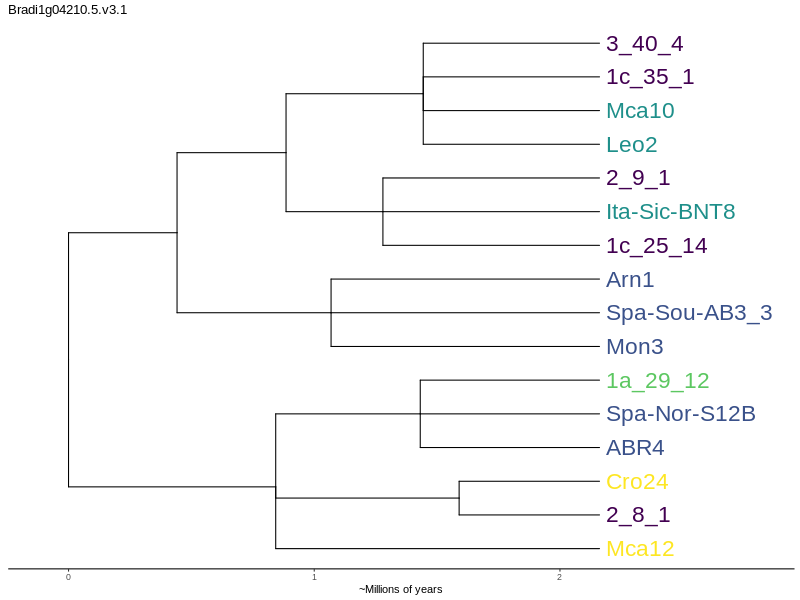 Bradi1g04210.5.v3.1
3_40_4
1c_35_1
Mca10
Leo2
2_9_1
Ita-Sic-BNT8
1c_25_14
Arn1
Spa-Sou-AB3_3
Mon3
1a_29_12
Spa-Nor-S12B
ABR4
Cro24
2_8_1
Mca12
0 1 2
~Millions of years